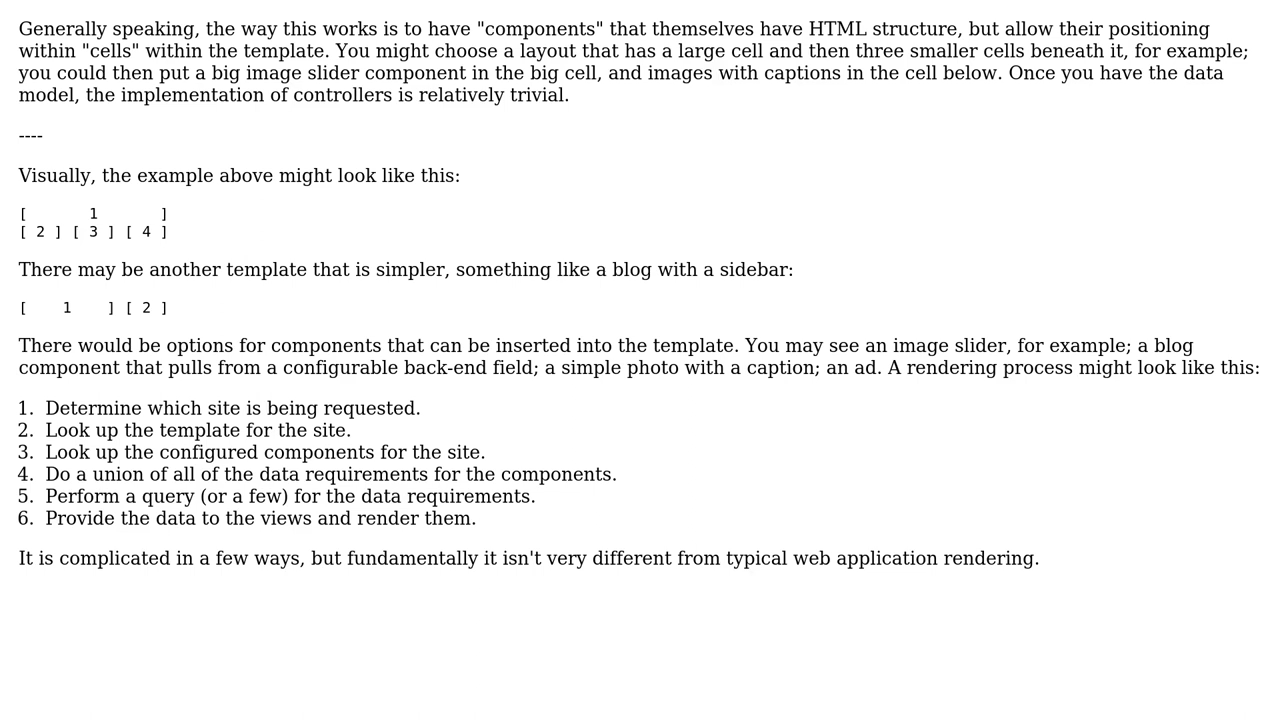 Generally speaking, the way this works is to have "components" that themselves have HTML structure, but allow their positioning
within "cells" within the template. You might choose a layout that has a large cell and then three smaller cells beneath it, for example;
you could then put a big image slider component in the big cell, and images with captions in the cell below. Once you have the data
model, the implementation of controllers is relatively trivial.
----
Visually, the example above might look like this:
[       1       ]
[ 2 ] [ 3 ] [ 4 ]
There may be another template that is simpler, something like a blog with a sidebar:
[    1    ] [ 2 ]
There would be options for components that can be inserted into the template. You may see an image slider, for example; a blog
component that pulls from a configurable back-end field; a simple photo with a caption; an ad. A rendering process might look like this:
1. Determine which site is being requested.
2. Look up the template for the site.
3. Look up the configured components for the site.
4. Do a union of all of the data requirements for the components.
5. Perform a query (or a few) for the data requirements.
6. Provide the data to the views and render them.
It is complicated in a few ways, but fundamentally it isn't very different from typical web application rendering.